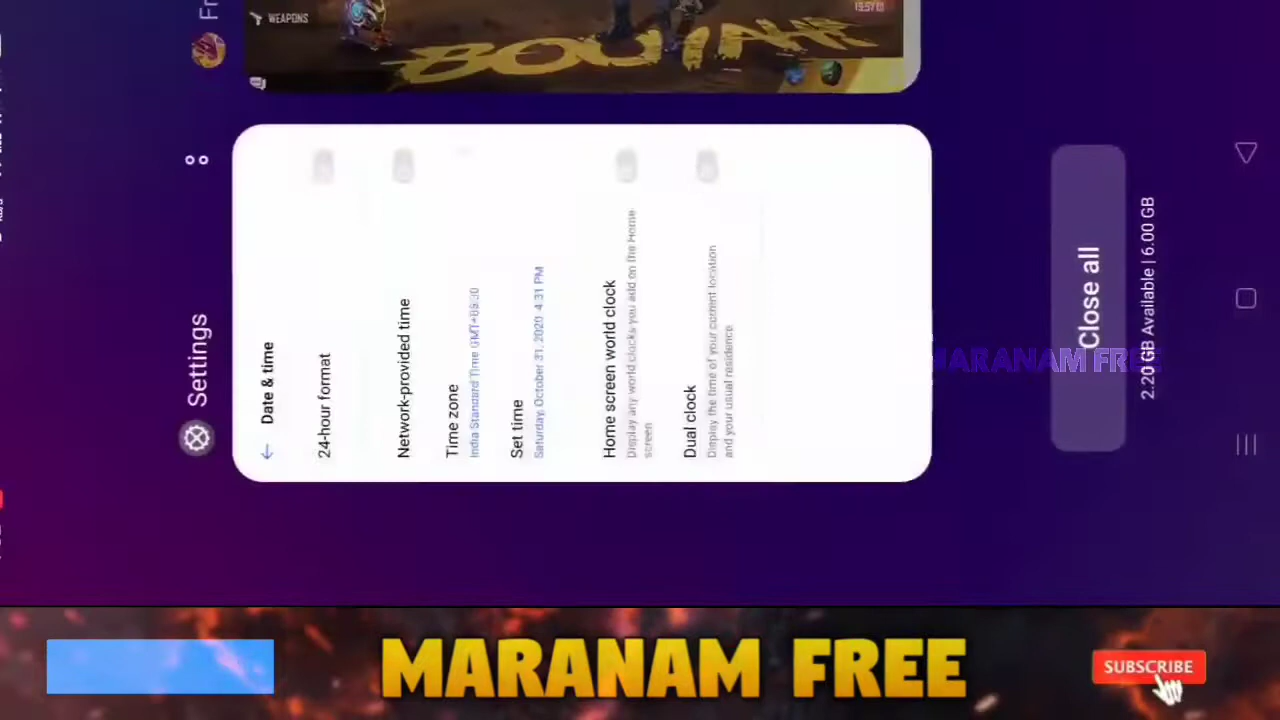 WEAPONS
BOOYAH
Fr
Settings
Date & time
24-hour format
Network-provided time
Time zone
India Standard Time GMT+05:30
Set time
Saturday, October 31, 2020 4:31 PM
Home screen world clock
Display any world clocks you add on the Home
screen
Dual clock
Display the time of your current location
and your usual residence
Close all
2.20 GB Available | 6.00 GB
MARANAM FREE
MARANAM FREE
SUBSCRIBE